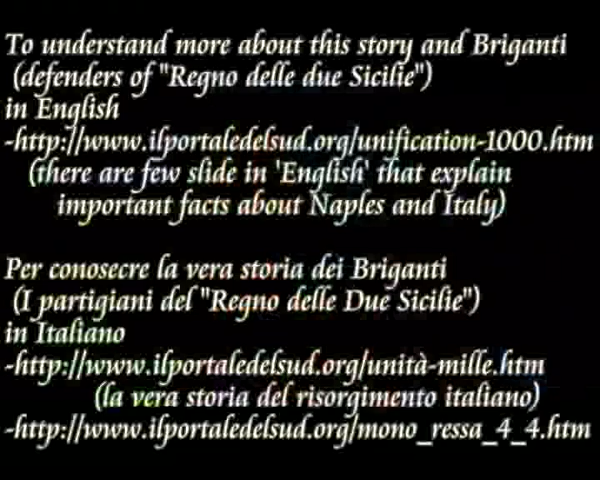 To understand more about this story and Briganti
(defenders of "Regno delle due Sicilie")
in English
-http://www.ilportaledelsud.org/unification-1000.htm
(there are few slide in 'English' that explain
important facts about Naples and Italy)
Per conosecre la vera storia dei Briganti
(I partigiani del "Regno delle Due Sicilie")
in Italiano
-http://www.ilportaledelsud.org/unità-mille.htm
(la vera storia del risorgimento italiano)
-http://www.ilportaledelsud.org/mono_ressa_4_4.htm